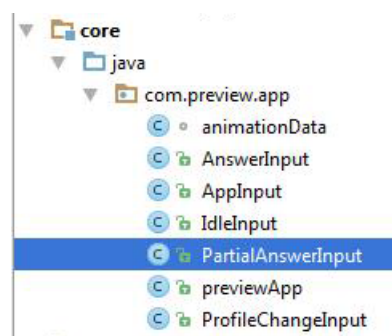 core
java
com.preview.app
animationData
AnswerInput
AppInput
IdleInput
PartialAnswerInput
previewApp
ProfileChangeInput